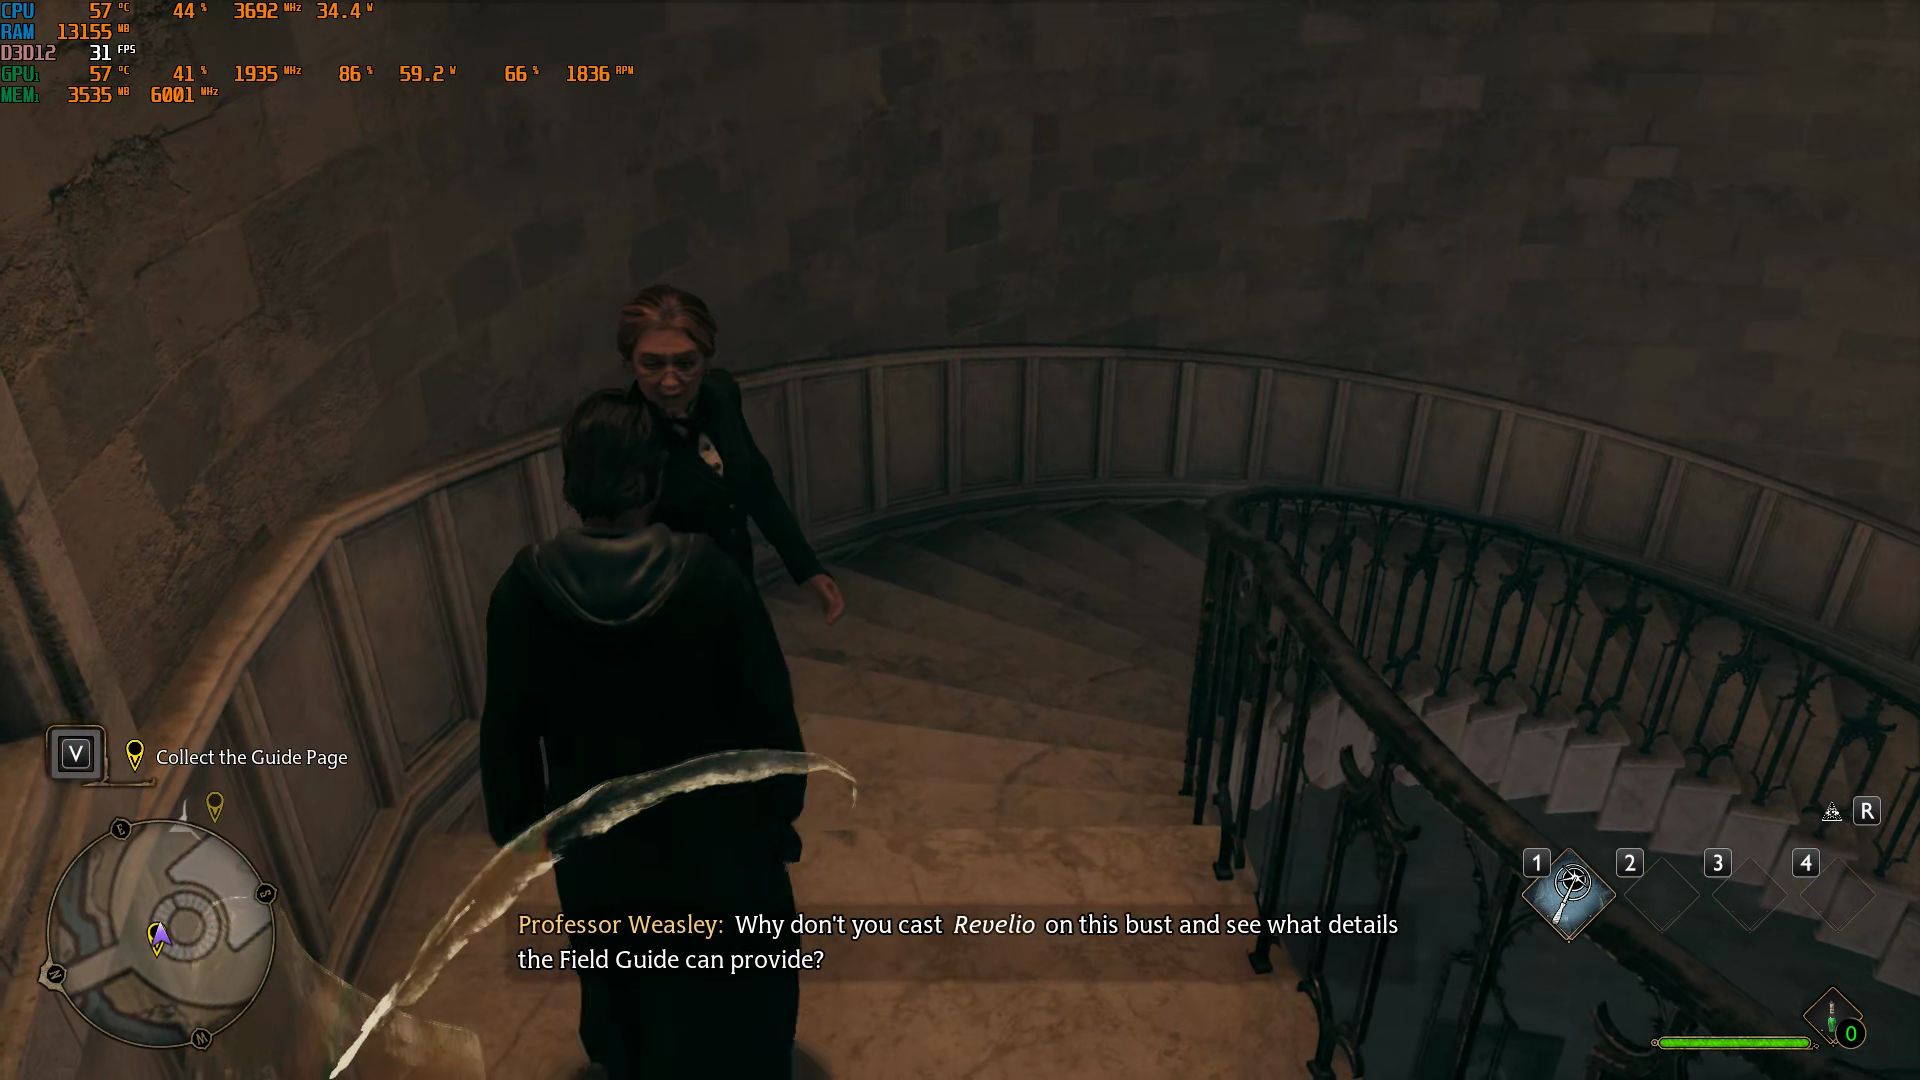 CPU 57 °C 44 % 3692 MHz 34.4 W
RAM 13155 MB
D3D12 31 FPS
GPU1 57 °C 41 % 1935 MHz 86 % 59.2 W 66 % 1836 RPM
MEM1 3535 MB 6001 MHz
V Collect the Guide Page
E
S
N
W
R
1 2 3 4
Professor Weasley: Why don't you cast Revelio on this bust and see what details
the Field Guide can provide?
0